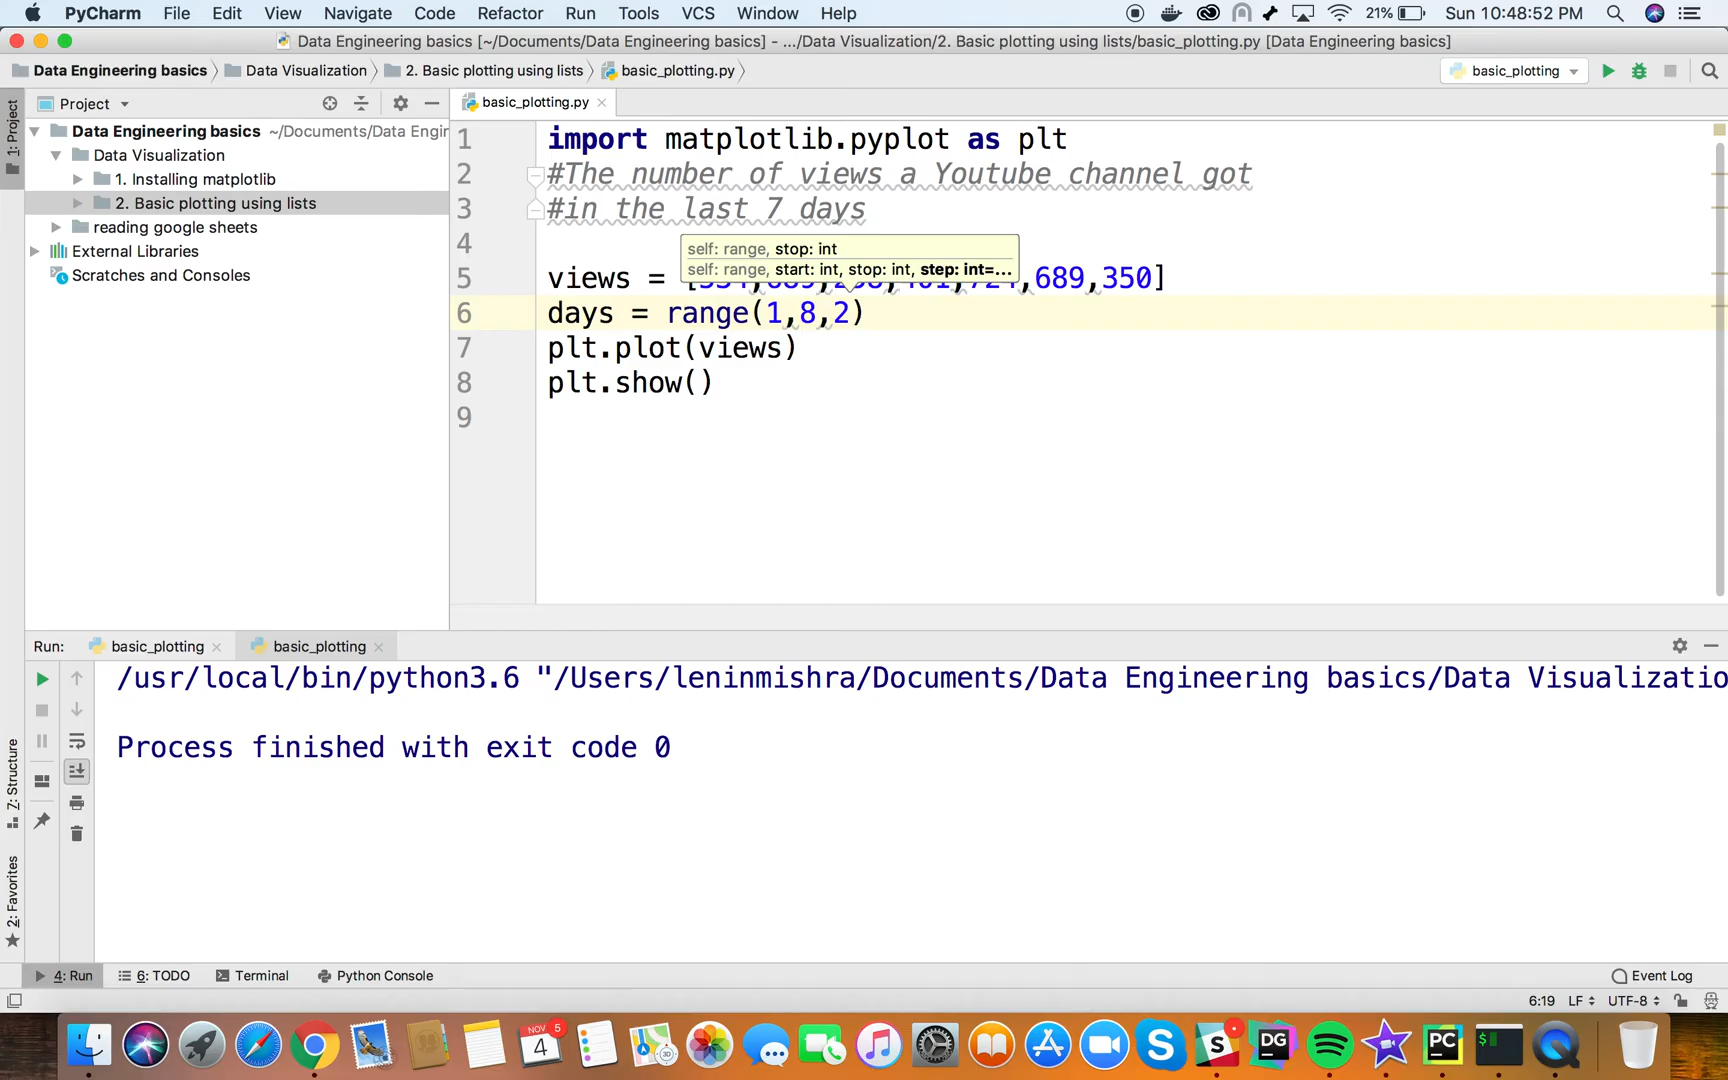 PyCharm File Edit View Navigate Code Refactor Run Tools VCS Window Help 21% Sun 10:48:52 PM
Data Engineering basics [~/Documents/Data Engineering basics] - .../Data Visualization/2. Basic plotting using lists/basic_plotting.py [Data Engineering basics]
Data Engineering basics Data Visualization 2. Basic plotting using lists basic_plotting.py basic_plotting
Project basic_plotting.py
1: Project
Data Engineering basics ~/Documents/Data Engir
Data Visualization
1. Installing matplotlib
2. Basic plotting using lists
reading google sheets
External Libraries
Scratches and Consoles
1 import matplotlib.pyplot as plt
2 #The number of views a Youtube channel got
3 #in the last 7 days
4
self: range, stop: int
self: range, start: int, stop: int, step: int=...
5 views = ,689,350]
6 days = range(1,8,2)
7 plt.plot(views)
8 plt.show()
9
Run: basic_plotting basic_plotting
/usr/local/bin/python3.6 "/Users/leninmishra/Documents/Data Engineering basics/Data Visualizatio
Process finished with exit code 0
Z: Structure
2: Favorites
4: Run 6: TODO Terminal Python Console Event Log
6:19 LF UTF-8
NOV 5
4
DG
PC